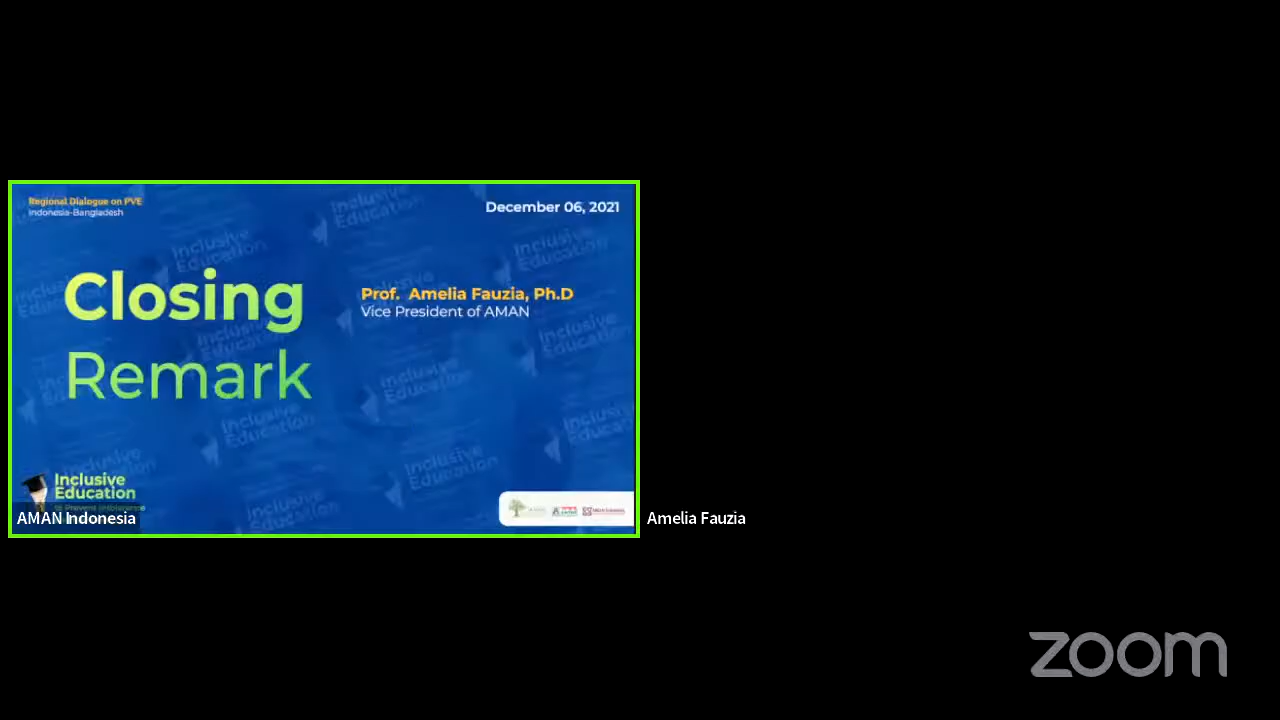 Regional Dialogue on PVE
Indonesia-Bangladesh
December 06, 2021
Closing
Remark
Prof. Amelia Fauzia, Ph.D
Vice President of AMAN
Inclusive
Education
AMAN Indonesia
Amelia Fauzia
zoom